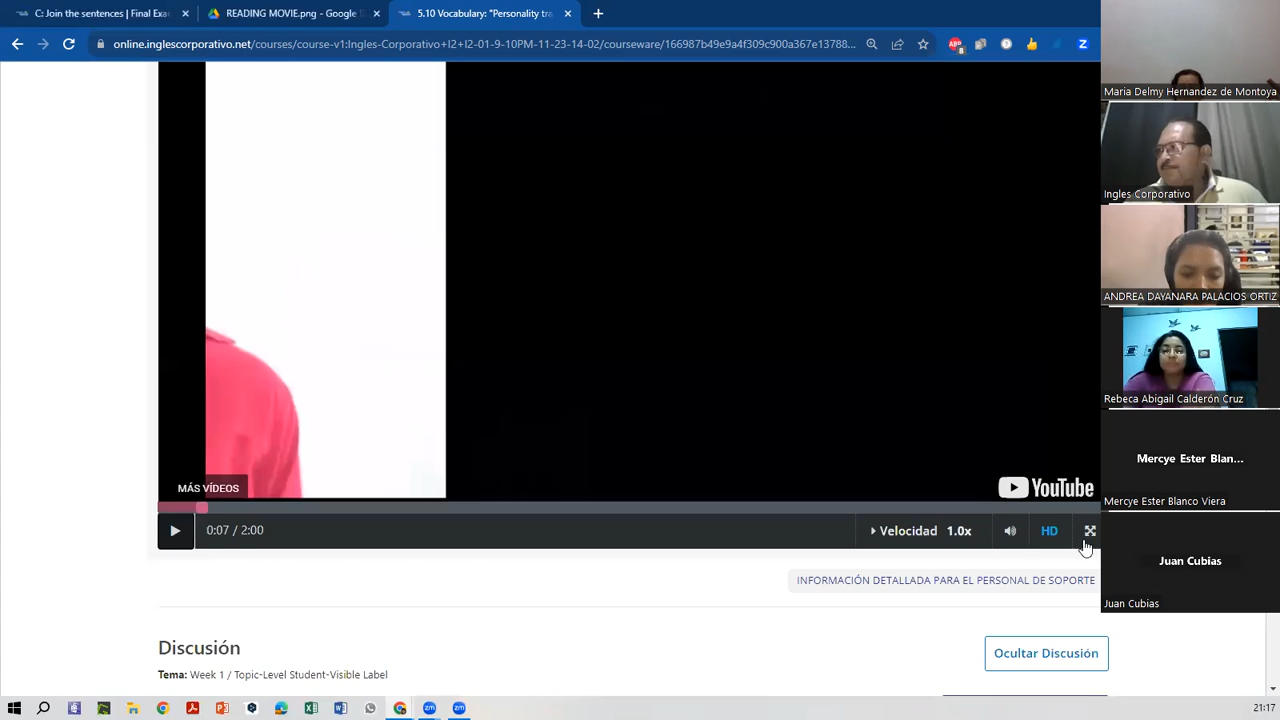 C: Join the sentences | Final Exa
READING MOVIE.png - Google
5.10 Vocabulary: "Personality tra
online.inglescorporativo.net/courses/course-v1:Ingles-Corporativo+I2+I2-01-9-10PM-11-23-14-02/courseware/166987b49e9a4f309c900a367e13788...
Maria Delmy Hernandez de Montoya
Ingles Corporativo
ANDREA DAYANARA PALACIOS ORTIZ
Rebeca Abigail Calderón Cruz
Mercye Ester Blan...
Mercye Ester Blanco Viera
Juan Cubias
Juan Cubias
MÁS VÍDEOS
YouTube
0:07 / 2:00
Velocidad 1.0x
HD
INFORMACIÓN DETALLADA PARA EL PERSONAL DE SOPORTE
Discusión
Ocultar Discusión
Tema: Week 1 / Topic-Level Student-Visible Label
21:17